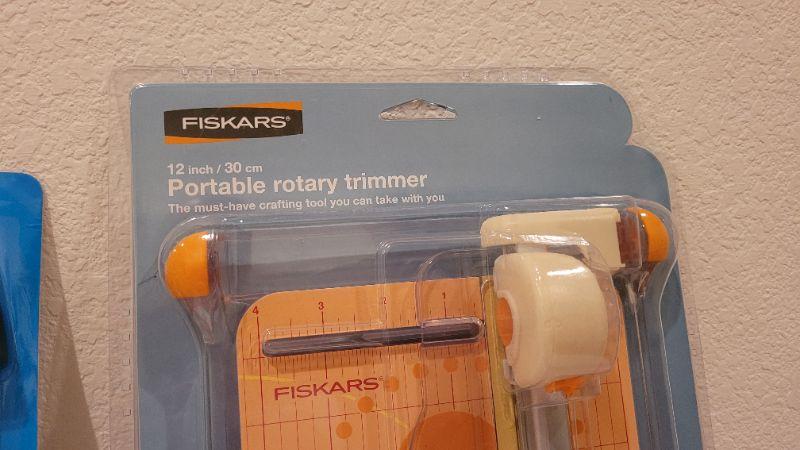 FISKARS®
12 inch / 30 cm
Portable rotary trimmer
The must-have crafting tool you can take with you
4 3 2 1
FISKARS®